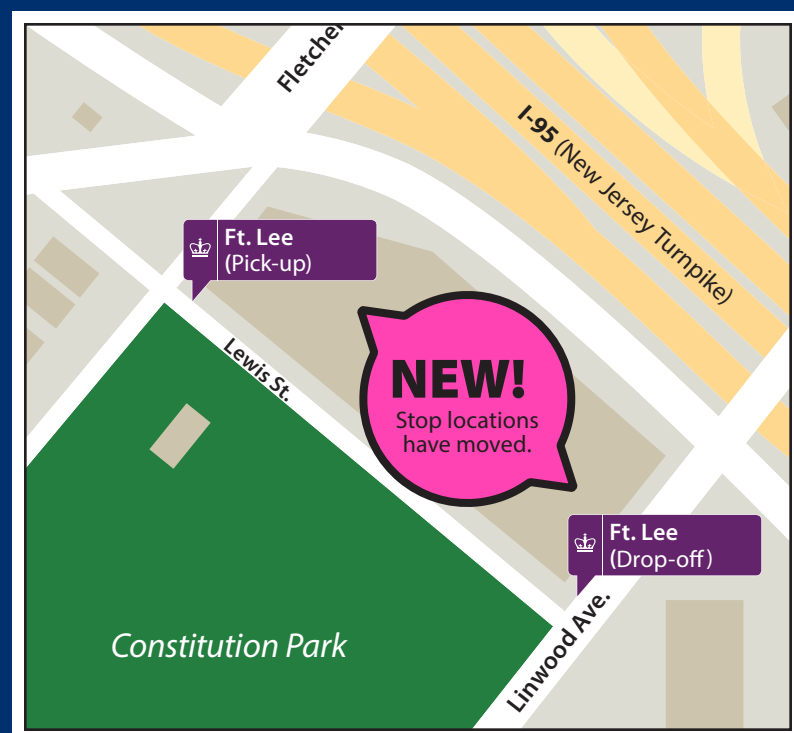 Fletcher
I-95 (New Jersey Turnpike)
Ft. Lee
(Pick-up)
Lewis St.
NEW!
Stop locations
have moved.
Ft. Lee
(Drop-off)
Linwood Ave.
Constitution Park